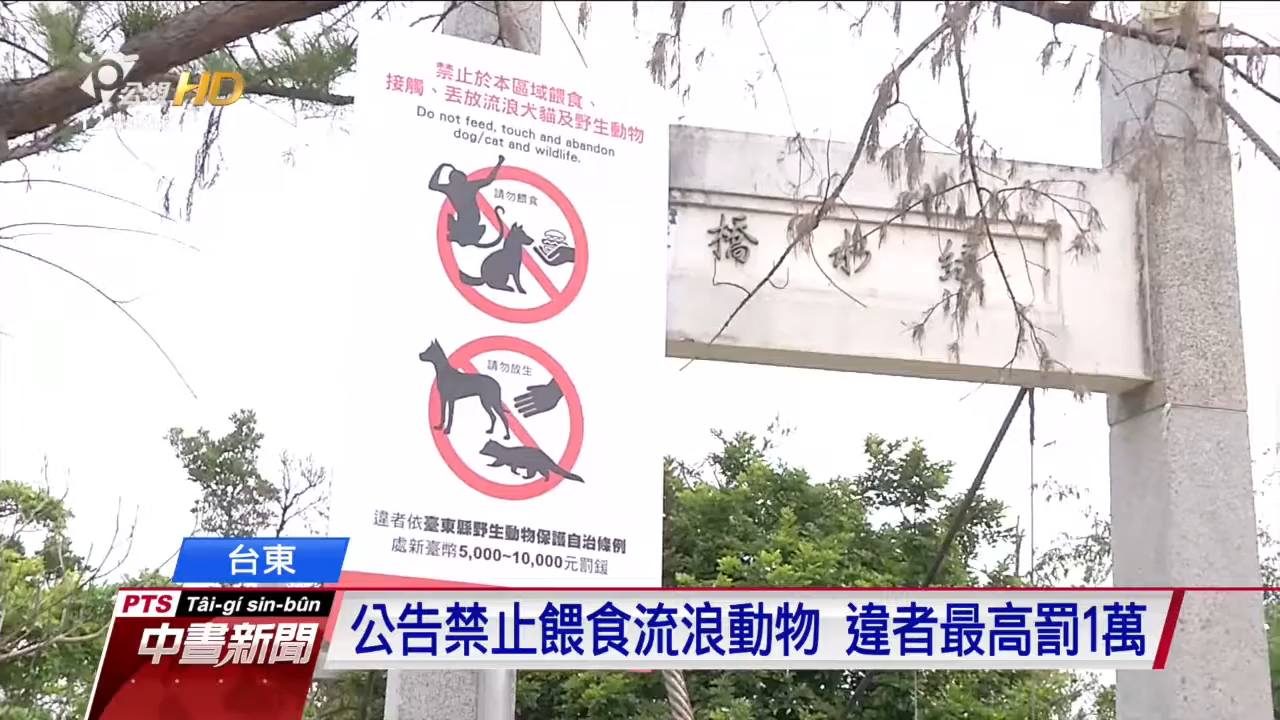 公視HD
禁止於本區域餵食、
接觸、丟放流浪犬貓及野生動物
Do not feed, touch and abandon
dog/cat and wildlife.
請勿餵食
請勿放生
違者依臺東縣野生動物保護自治條例
處新臺幣5,000~10,000元罰鍰
橋水綠
台東
PTS Tâi-gí sin-bûn
中晝新聞
公告禁止餵食流浪動物 違者最高罰1萬